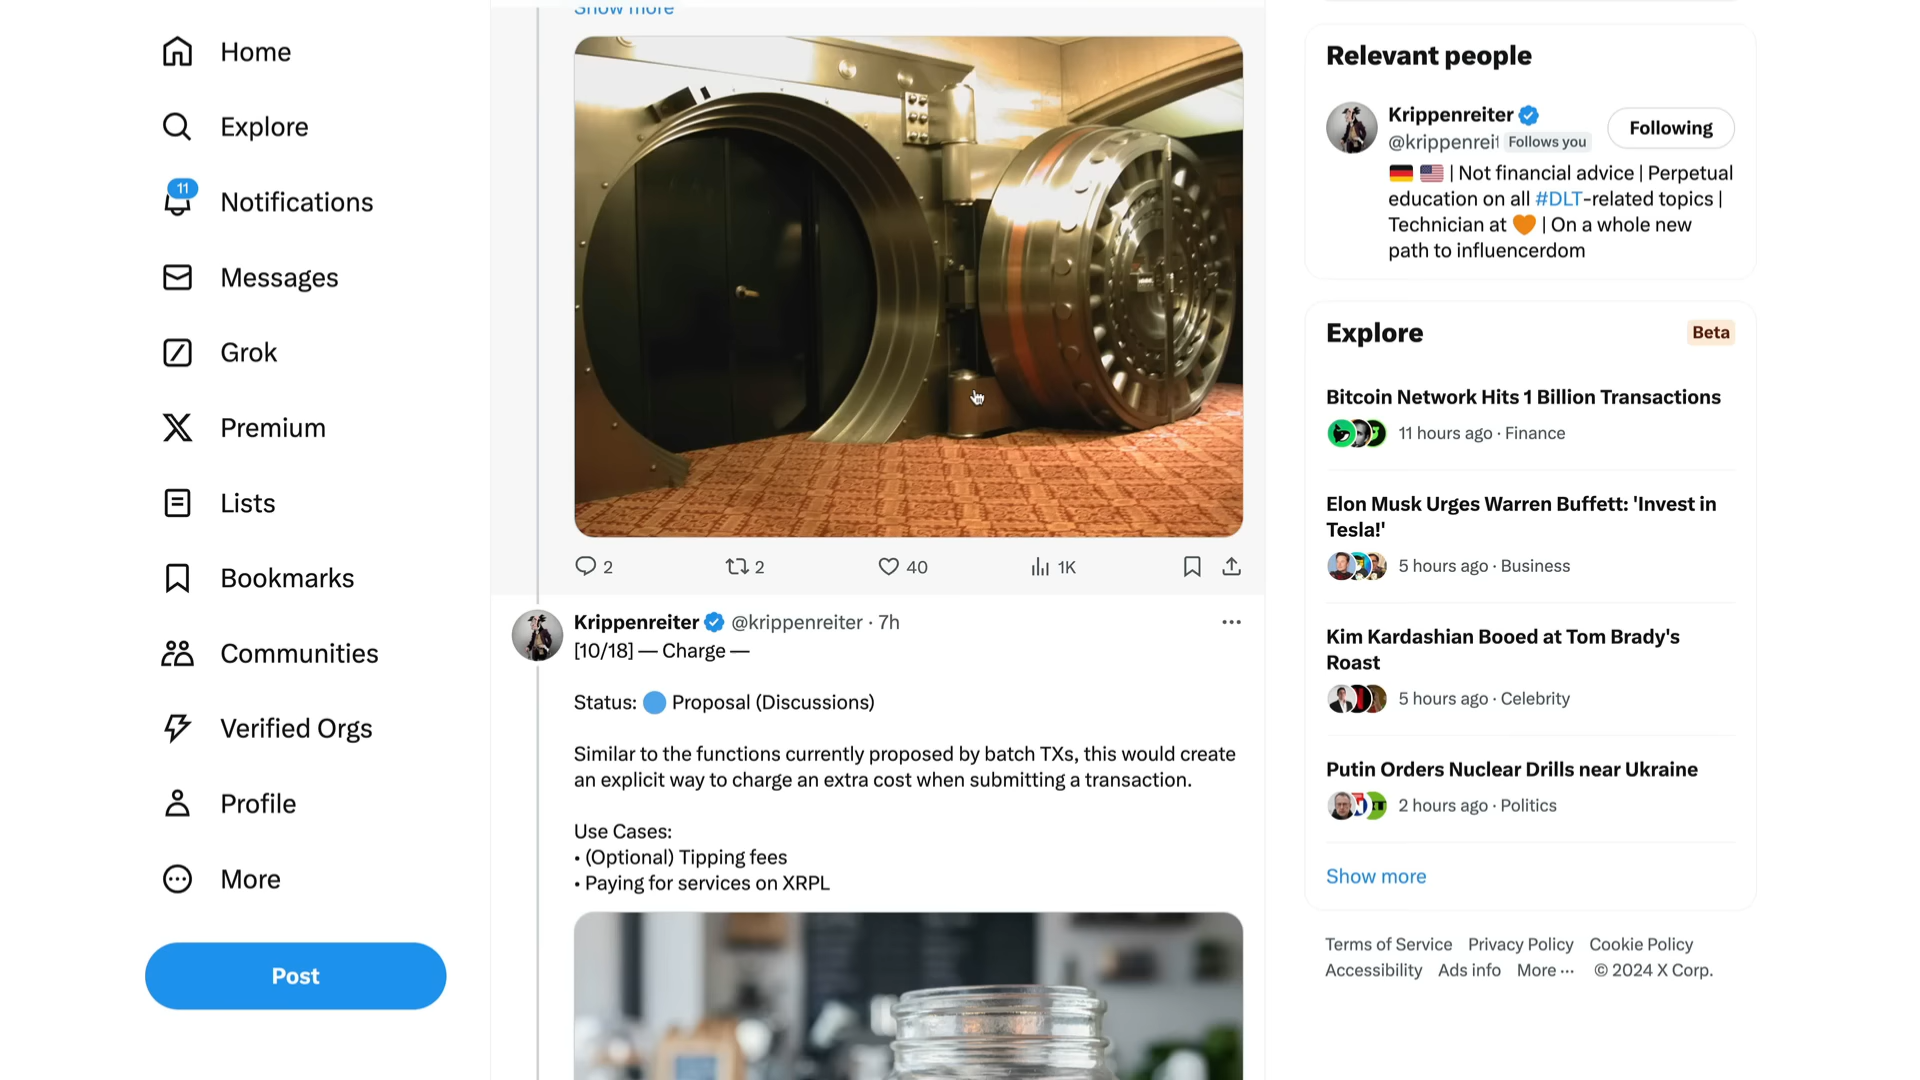 Home
Explore
11
Notifications
Messages
Grok
Premium
Lists
Bookmarks
Communities
Verified Orgs
Profile
More
Post
Show more
2
2
40
1K
Krippenreiter @krippenreiter · 7h
[10/18] — Charge —
Status: 🔵 Proposal (Discussions)
Similar to the functions currently proposed by batch TXs, this would create
an explicit way to charge an extra cost when submitting a transaction.
Use Cases:
• (Optional) Tipping fees
• Paying for services on XRPL
Relevant people
Krippenreiter
Following
@krippenreit Follows you
🇩🇪 🇺🇸 | Not financial advice | Perpetual
education on all #DLT-related topics |
Technician at 🧡 | On a whole new
path to influencerdom
Explore
Beta
Bitcoin Network Hits 1 Billion Transactions
11 hours ago · Finance
Elon Musk Urges Warren Buffett: 'Invest in
Tesla!'
5 hours ago · Business
Kim Kardashian Booed at Tom Brady's
Roast
5 hours ago · Celebrity
Putin Orders Nuclear Drills near Ukraine
2 hours ago · Politics
Show more
Terms of Service Privacy Policy Cookie Policy
Accessibility Ads info More ··· © 2024 X Corp.